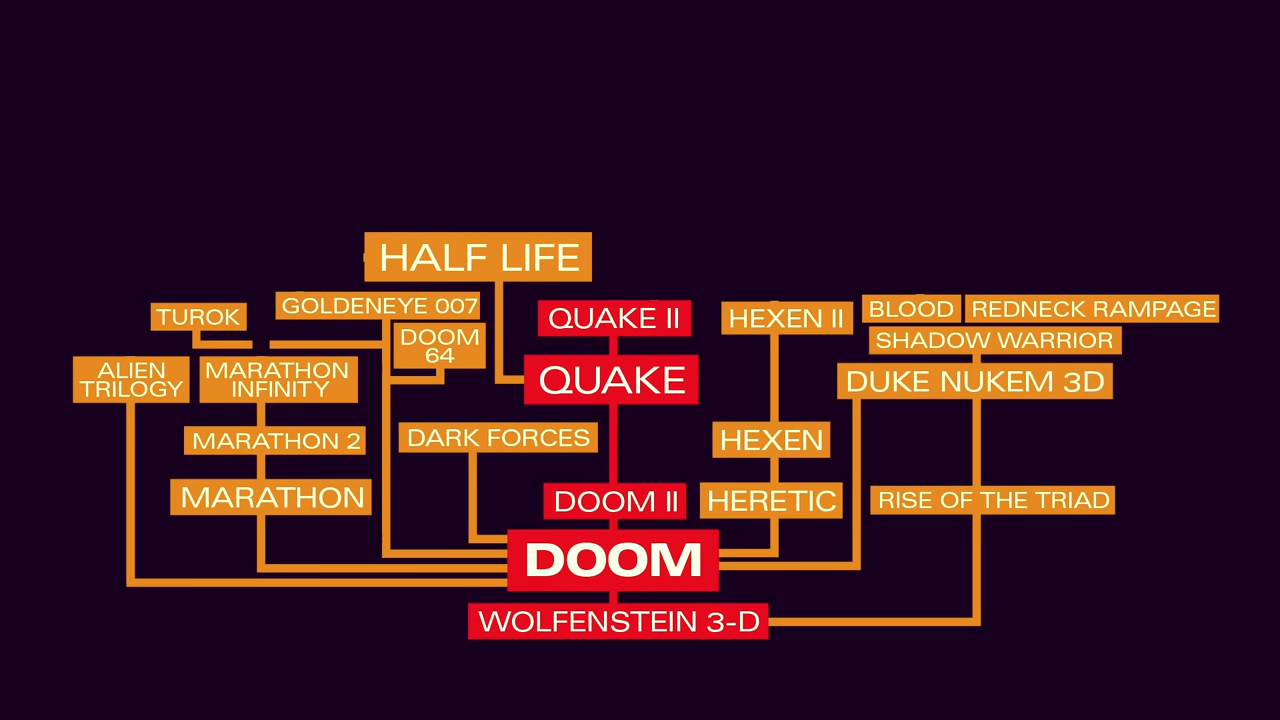 HALF LIFE
TUROK
GOLDENEYE 007
QUAKE II
HEXEN II
BLOOD
REDNECK RAMPAGE
DOOM
64
SHADOW WARRIOR
ALIEN
TRILOGY
MARATHON
INFINITY
QUAKE
DUKE NUKEM 3D
MARATHON 2
DARK FORCES
HEXEN
MARATHON
DOOM II
HERETIC
RISE OF THE TRIAD
DOOM
WOLFENSTEIN 3-D